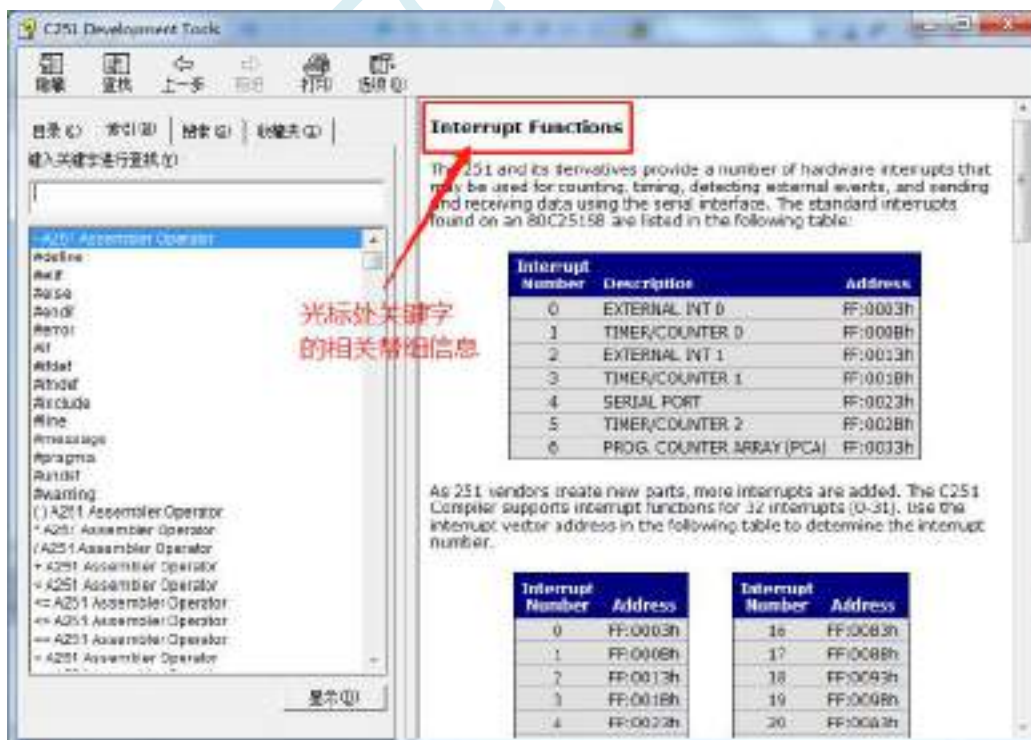 C251 Development Tools
隐藏 查找 上一步 打印 选项(O)
目录(C) 索引(N) 搜索(S) 收藏夹(I)
键入关键字进行查找(W)
- A251 Assembler Operator
#define
#elif
#else
#endif
#error
#if
#ifdef
#ifndef
#include
#line
#message
#pragma
#undef
#warning
( ) A251 Assembler Operator
* A251 Assembler Operator
/ A251 Assembler Operator
+ A251 Assembler Operator
< A251 Assembler Operator
<= A251 Assembler Operator
<> A251 Assembler Operator
== A251 Assembler Operator
= A251 Assembler Operator
显示(D)
光标处关键字
的相关帮组信息
Interrupt Functions
The 251 and its derivatives provide a number of hardware interrupts that
may be used for counting, timing, detecting external events, and sending
and receiving data using the serial interface. The standard interrupts
found on an 80C251SB are listed in the following table:
Interrupt
Number Description Address
0 EXTERNAL INT 0 FF:0003h
1 TIMER/COUNTER 0 FF:000Bh
2 EXTERNAL INT 1 FF:0013h
3 TIMER/COUNTER 1 FF:001Bh
4 SERIAL PORT FF:0023h
5 TIMER/COUNTER 2 FF:002Bh
6 PROG. COUNTER ARRAY (PCA) FF:0033h
As 251 vendors create new parts, more interrupts are added. The C251
Compiler supports interrupt functions for 32 interrupts (0-31). Use the
interrupt vector address in the following table to determine the interrupt
number.
Interrupt
Number Address
0 FF:0003h
1 FF:000Bh
2 FF:0013h
3 FF:001Bh
4 FF:0023h
Interrupt
Number Address
16 FF:0083h
17 FF:008Bh
18 FF:0093h
19 FF:009Bh
20 FF:00A3h